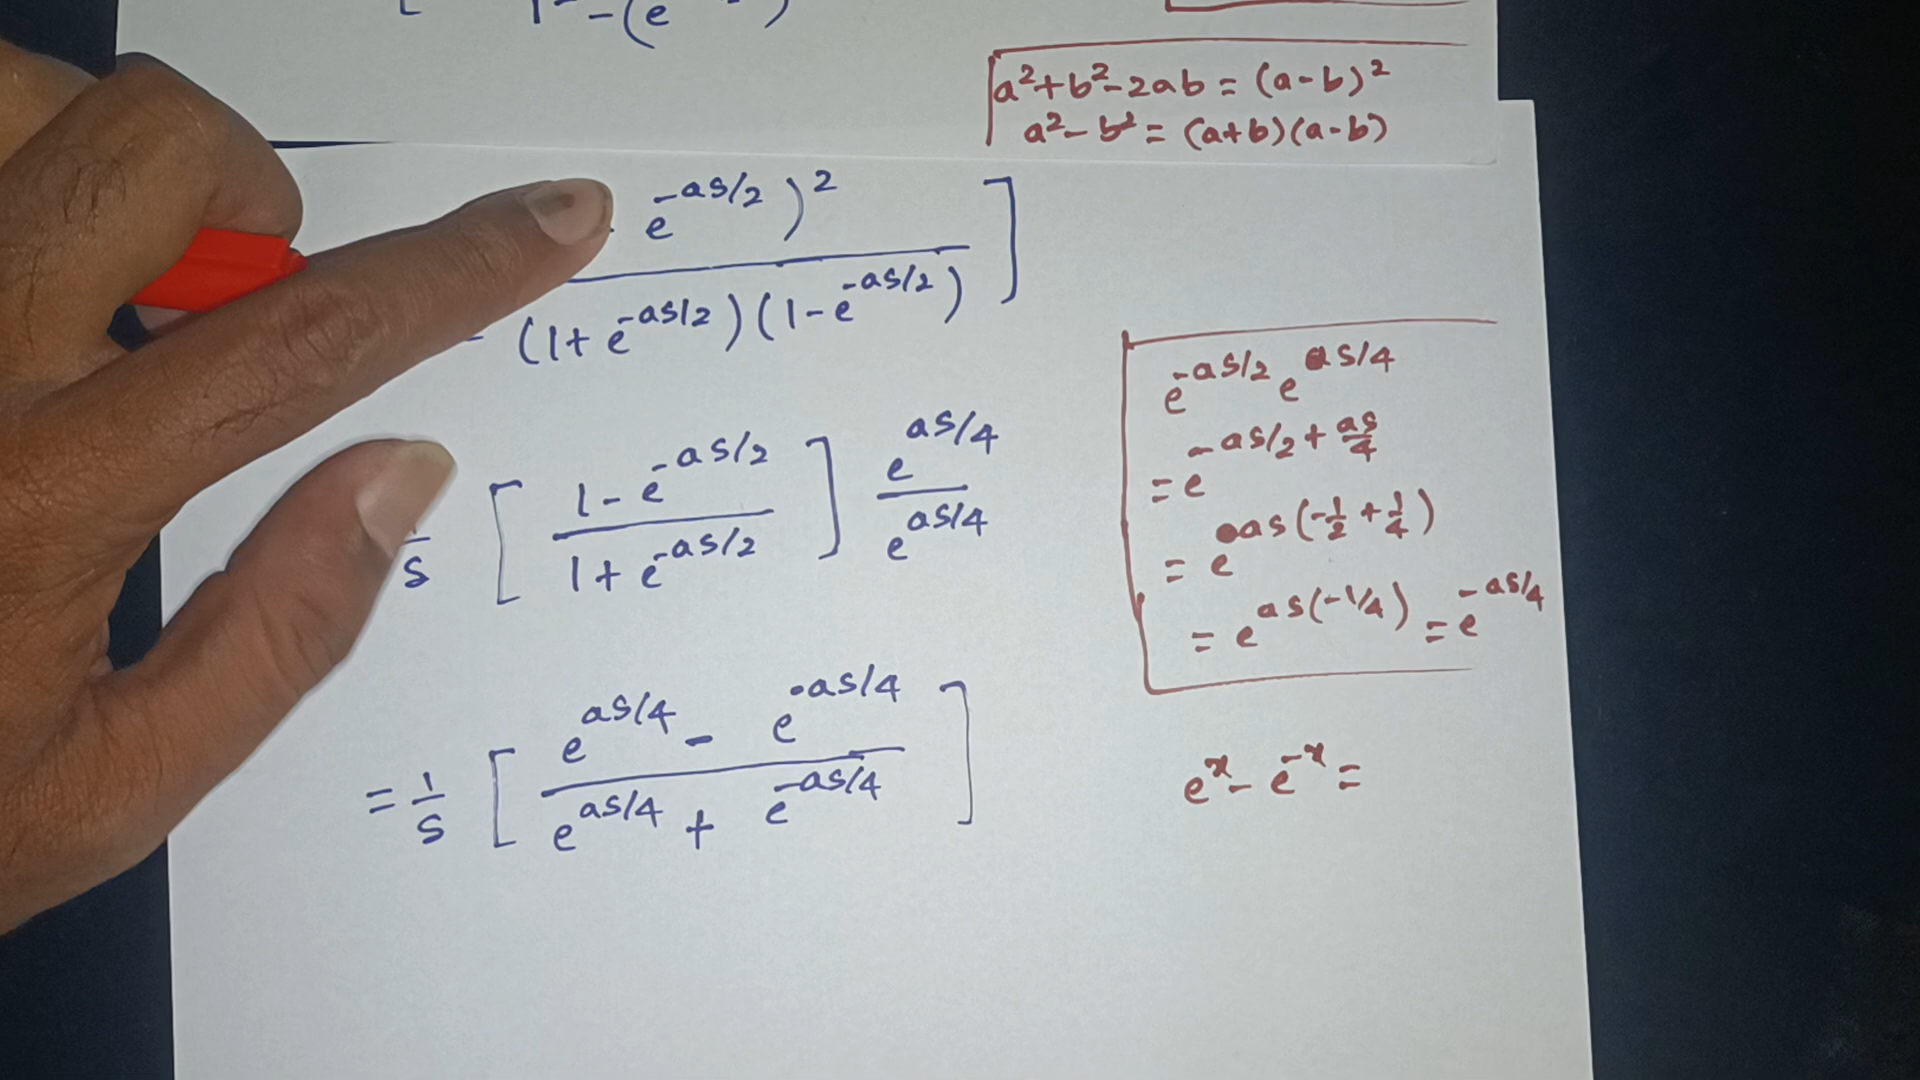 1² - (e
a² + b² - 2ab = (a - b)²
a² - b² = (a + b)(a - b)
e^{-as/2} )² ]
(1 + e^{-as/2}) (1 - e^{-as/2})
e^{-as/2} e^{as/4}
= e^{-as/2 + as/4}
= e^{as(-1/2 + 1/4)}
= e^{as(-1/4)} = e^{-as/4}
1/s [ (1 - e^{-as/2}) / (1 + e^{-as/2}) ] e^{as/4} / e^{as/4}
= 1/s [ (e^{as/4} - e^{-as/4}) / (e^{as/4} + e^{-as/4}) ]
e^x - e^{-x} =